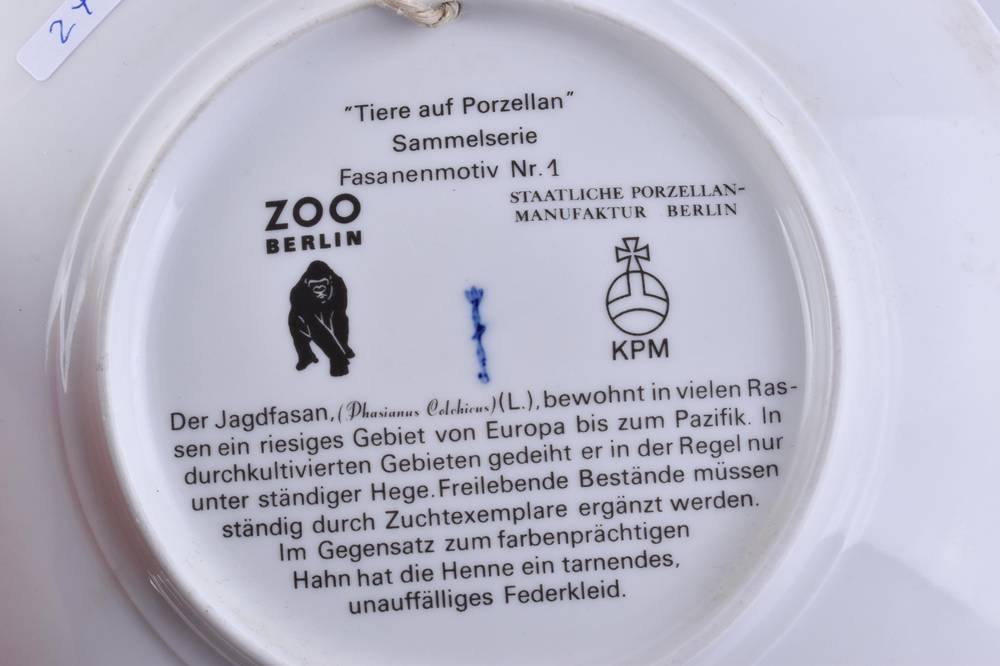 "Tiere auf Porzellan"
Sammelserie
Fasanenmotiv Nr. 1
ZOO
BERLIN
STAATLICHE PORZELLAN-
MANUFAKTUR BERLIN
KPM
Der Jagdfasan, (Phasianus Colchicus) (L.), bewohnt in vielen Ras-
sen ein riesiges Gebiet von Europa bis zum Pazifik. In
durchkultivierten Gebieten gedeiht er in der Regel nur
unter ständiger Hege. Freilebende Bestände müssen
ständig durch Zuchtexemplare ergänzt werden.
Im Gegensatz zum farbenprächtigen
Hahn hat die Henne ein tarnendes,
unauffälliges Federkleid.